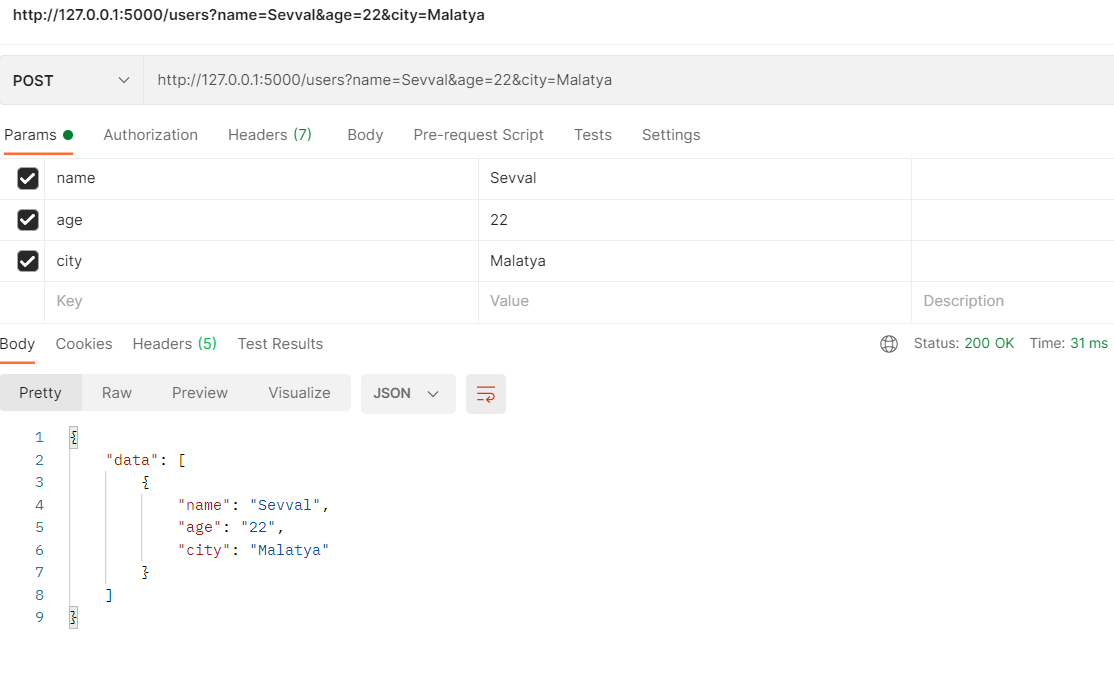 http://127.0.0.1:5000/users?name=Sevval&age=22&city=Malatya
POST http://127.0.0.1:5000/users?name=Sevval&age=22&city=Malatya
Params Authorization Headers (7) Body Pre-request Script Tests Settings
name Sevval
age 22
city Malatya
Key Value Description
Body Cookies Headers (5) Test Results Status: 200 OK Time: 31 ms
Pretty Raw Preview Visualize JSON
1 {
2 "data": [
3 {
4 "name": "Sevval",
5 "age": "22",
6 "city": "Malatya"
7 }
8 ]
9 }